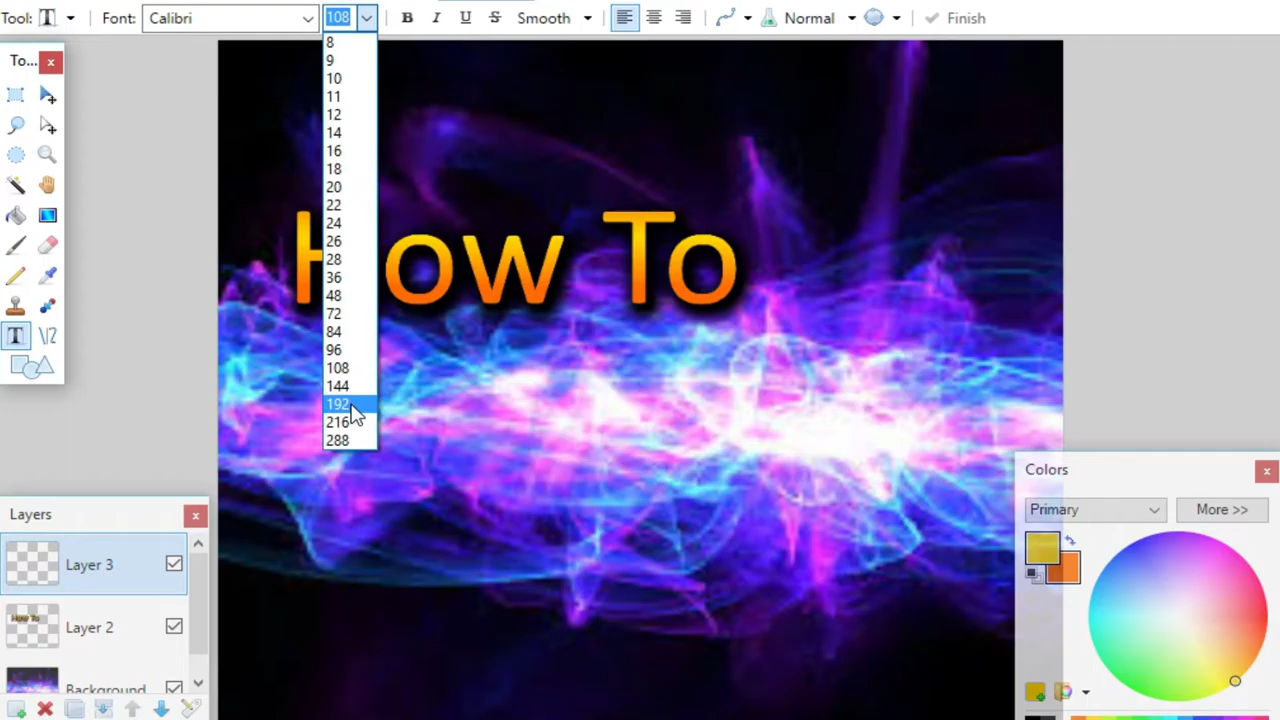 Tool: T Font: Calibri 108 B I U S Smooth Normal Finish
To...
8
9
10
11
12
14
16
18
20
22
24
26
28
36
48
72
84
96
108
144
192
216
288
How To
T
Layers
Layer 3
How To
Layer 2
Background
Colors
Primary
More >>